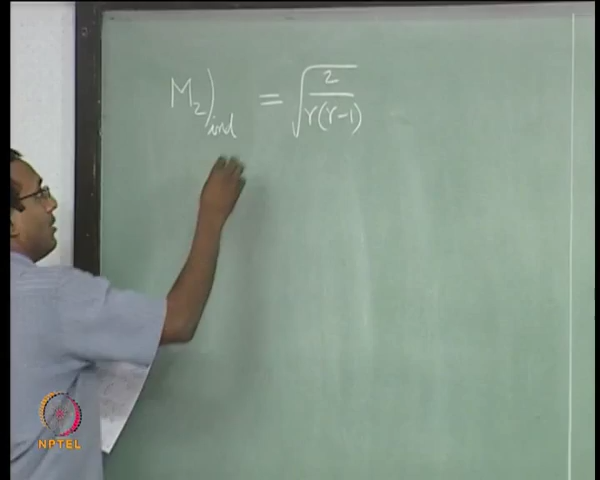 M₂)ind = √(2/(γ(γ-1)))
NPTEL